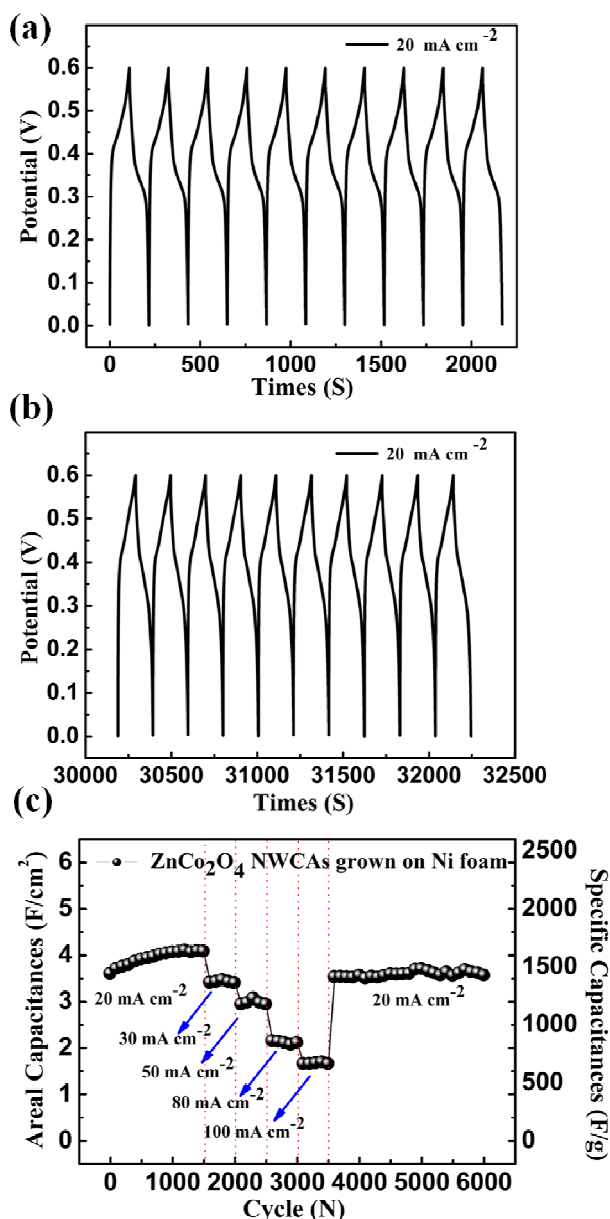 (a)
20 mA cm⁻²
Potential (V)
0.6
0.5
0.4
0.3
0.2
0.1
0.0
0 500 1000 1500 2000
Times (S)
(b)
20 mA cm⁻²
Potential (V)
0.6
0.5
0.4
0.3
0.2
0.1
0.0
30000 30500 31000 31500 32000 32500
Times (S)
(c)
ZnCo₂O₄ NWCAs grown on Ni foam
Areal Capacitances (F/cm²)
6
5
4
3
2
1
0
20 mA cm⁻²
30 mA cm⁻²
50 mA cm⁻²
80 mA cm⁻²
100 mA cm⁻²
20 mA cm⁻²
2500
2000
1500
1000
500
0
Specific Capacitances (F/g)
0 1000 2000 3000 4000 5000 6000
Cycle (N)